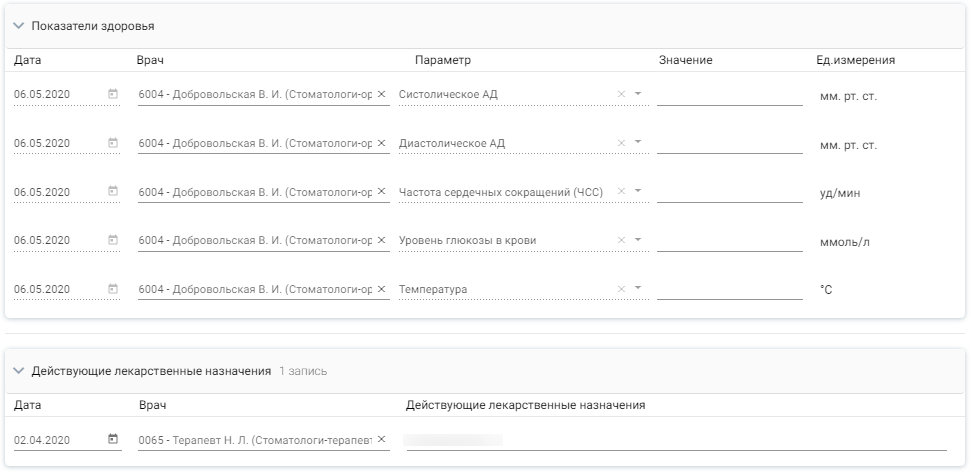 Показатели здоровья
Дата Врач Параметр Значение Ед.измерения
06.05.2020 6004 - Добровольская В. И. (Стоматологи-ор Систолическое АД мм. рт. ст.
06.05.2020 6004 - Добровольская В. И. (Стоматологи-ор Диастолическое АД мм. рт. ст.
06.05.2020 6004 - Добровольская В. И. (Стоматологи-ор Частота сердечных сокращений (ЧСС) уд/мин
06.05.2020 6004 - Добровольская В. И. (Стоматологи-ор Уровень глюкозы в крови ммоль/л
06.05.2020 6004 - Добровольская В. И. (Стоматологи-ор Температура °C
Действующие лекарственные назначения 1 запись
Дата Врач Действующие лекарственные назначения
02.04.2020 0065 - Терапевт Н. Л. (Стоматологи-терапевт